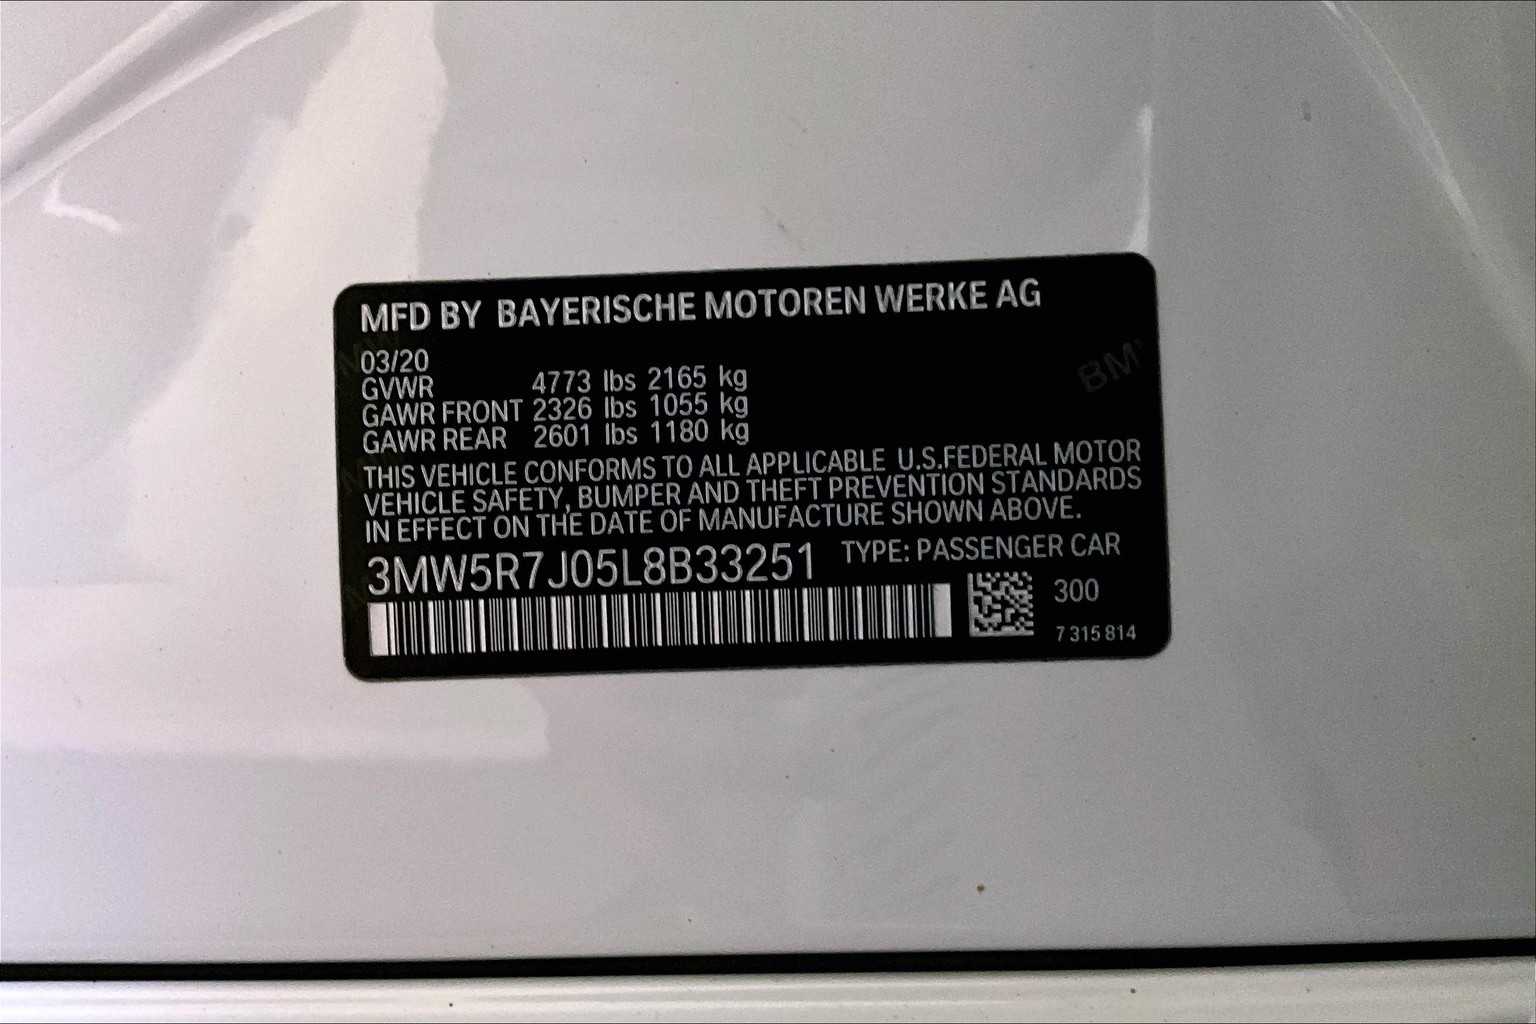 MFD BY BAYERISCHE MOTOREN WERKE AG
03/20
GVWR 4773 lbs 2165 kg
GAWR FRONT 2326 lbs 1055 kg
GAWR REAR 2601 lbs 1180 kg
THIS VEHICLE CONFORMS TO ALL APPLICABLE U.S.FEDERAL MOTOR
VEHICLE SAFETY, BUMPER AND THEFT PREVENTION STANDARDS
IN EFFECT ON THE DATE OF MANUFACTURE SHOWN ABOVE.
3MW5R7J05L8B33251 TYPE: PASSENGER CAR
300
7 315 814